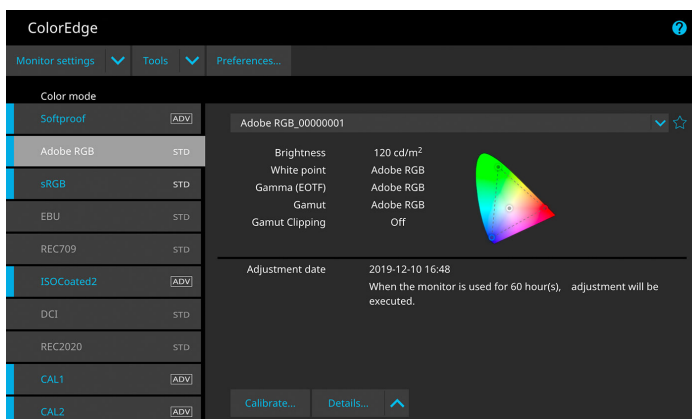 ColorEdge
?
Monitor settings Tools Preferences...
Color mode
Softproof ADV
Adobe RGB STD
sRGB STD
EBU STD
REC709 STD
ISOCoated2 ADV
DCI STD
REC2020 STD
CAL1 ADV
CAL2 ADV
Adobe RGB_00000001
Brightness 120 cd/m²
White point Adobe RGB
Gamma (EOTF) Adobe RGB
Gamut Adobe RGB
Gamut Clipping Off
Adjustment date 2019-12-10 16:48
When the monitor is used for 60 hour(s), adjustment will be
executed.
Calibrate... Details...